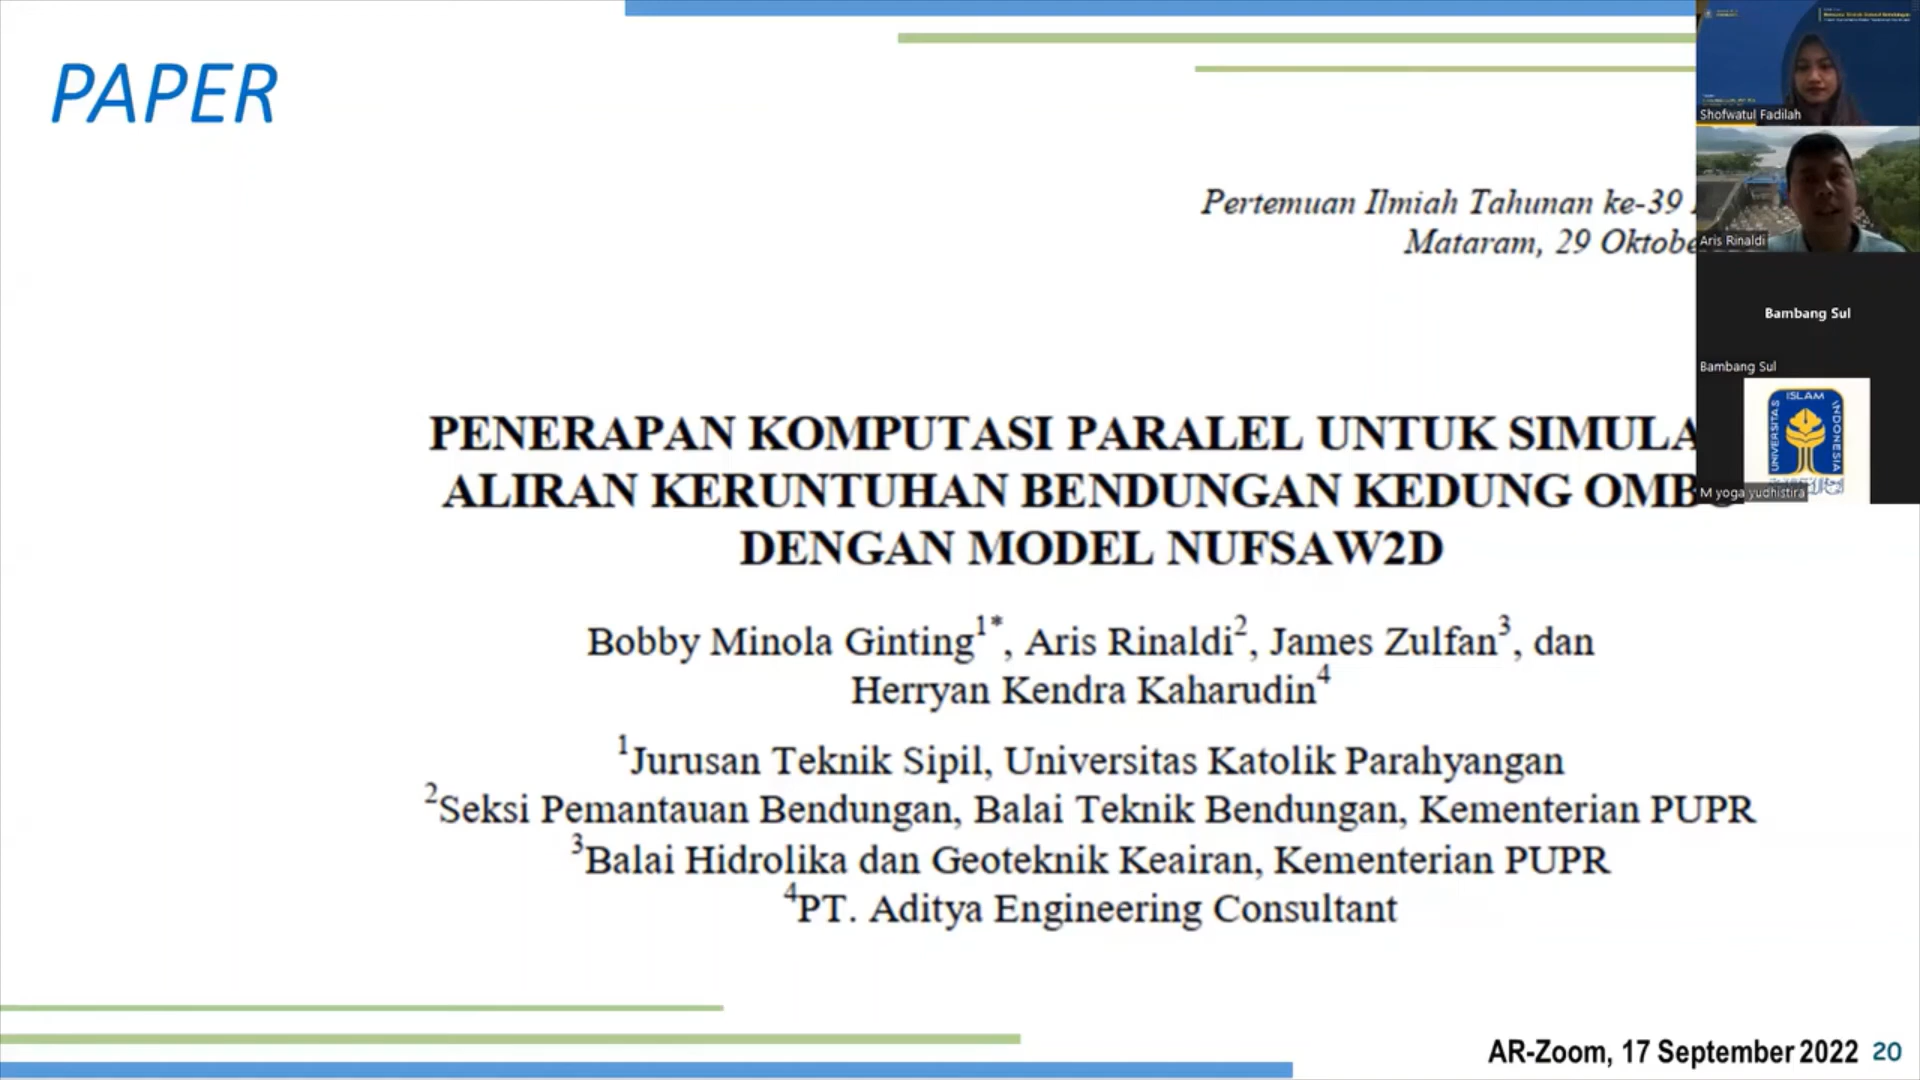 PAPER
Pertemuan Ilmiah Tahunan ke-39
Mataram, 29 Oktobe
PENERAPAN KOMPUTASI PARALEL UNTUK SIMULA
ALIRAN KERUNTUHAN BENDUNGAN KEDUNG OMB
DENGAN MODEL NUFSAW2D
Bobby Minola Ginting1*, Aris Rinaldi2, James Zulfan3, dan
Herryan Kendra Kaharudin4
1Jurusan Teknik Sipil, Universitas Katolik Parahyangan
2Seksi Pemantauan Bendungan, Balai Teknik Bendungan, Kementerian PUPR
3Balai Hidrolika dan Geoteknik Keairan, Kementerian PUPR
4PT. Aditya Engineering Consultant
AR-Zoom, 17 September 2022 20
Shofwatul Fadilah
Aris Rinaldi
Bambang Sul
Bambang Sul
UNIVERSITAS ISLAM INDONESIA
M yoga yudhistira